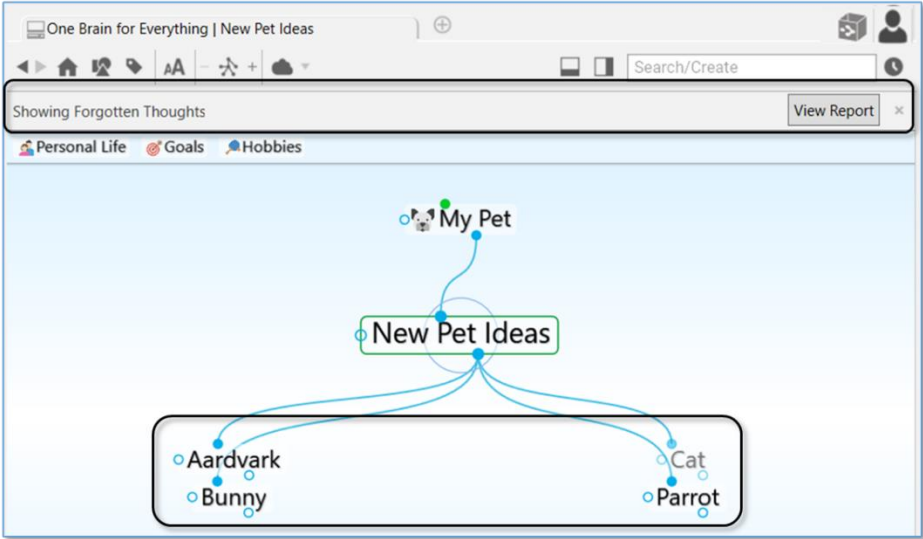 One Brain for Everything | New Pet Ideas
AA
Search/Create
Showing Forgotten Thoughts
View Report
Personal Life Goals Hobbies
My Pet
New Pet Ideas
Aardvark Cat
Bunny Parrot